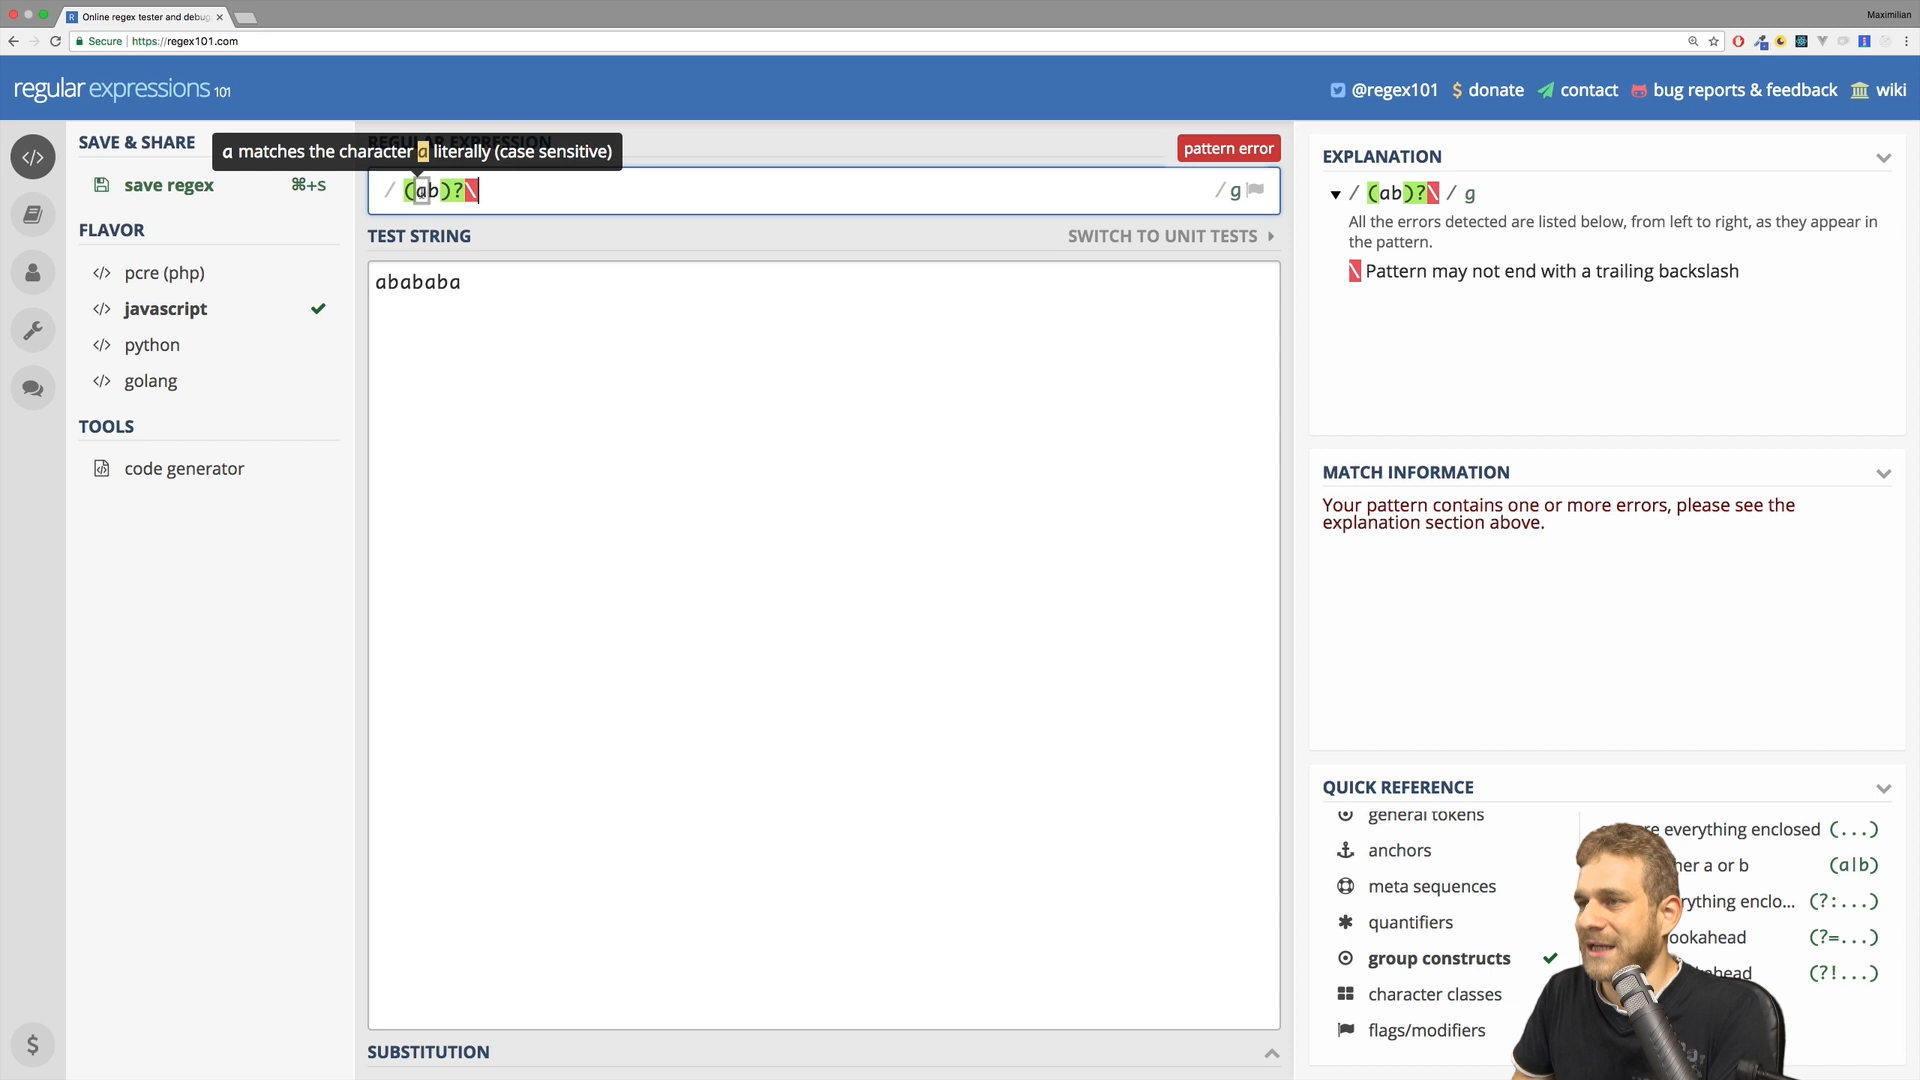 Online regex tester and debug
Maximilian
Secure | https://regex101.com
regular expressions 101
@regex101
$ donate
contact
bug reports & feedback
wiki
SAVE & SHARE
save regex ⌘+S
FLAVOR
</> pcre (php)
</> javascript
</> python
</> golang
TOOLS
code generator
$
REGULAR EXPRESSION
a matches the character a literally (case sensitive)
pattern error
/ (ab)?\ / g
TEST STRING
SWITCH TO UNIT TESTS
abababa
SUBSTITUTION
EXPLANATION
/ (ab)?\ / g
All the errors detected are listed below, from left to right, as they appear in
the pattern.
\ Pattern may not end with a trailing backslash
MATCH INFORMATION
Your pattern contains one or more errors, please see the
explanation section above.
QUICK REFERENCE
general tokens
anchors
meta sequences
quantifiers
group constructs
character classes
flags/modifiers
everything enclosed (...)
a or b (a|b)
enclo... (?:...)
(?=...)
(?!...)